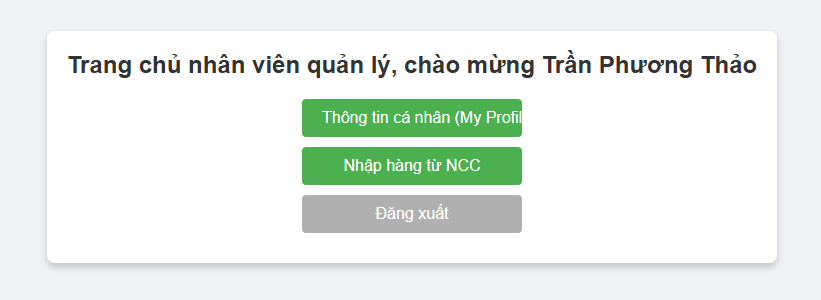 Trang chủ nhân viên quản lý, chào mừng Trần Phương Thảo
Thông tin cá nhân (My Profil
Nhập hàng từ NCC
Đăng xuất